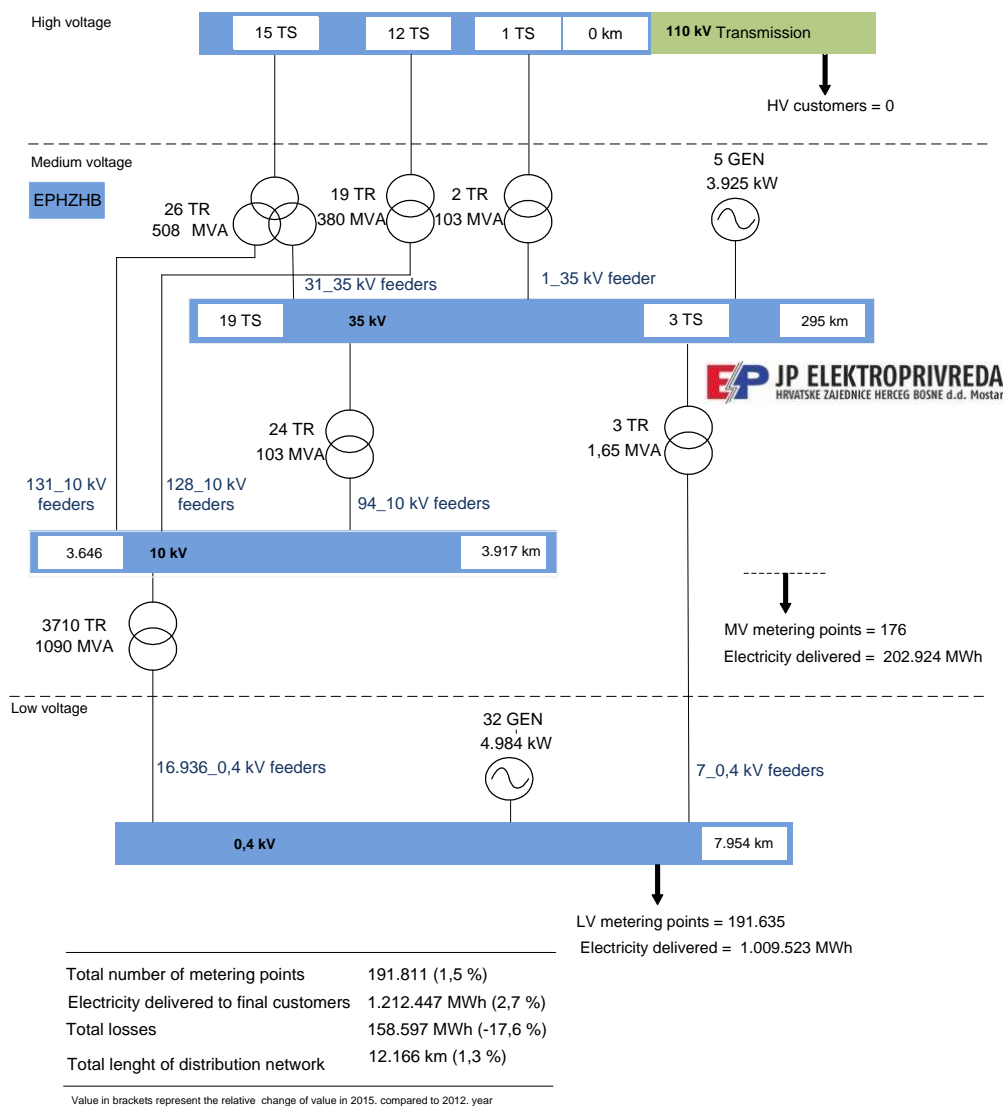 High voltage
15 TS
12 TS
1 TS
0 km
110 kV Transmission
HV customers = 0
Medium voltage
EPHZHB
26 TR
508 MVA
19 TR
380 MVA
2 TR
103 MVA
5 GEN
3.925 kW
31_35 kV feeders
1_35 kV feeder
19 TS
35 kV
3 TS
295 km
EP JP ELEKTROPRIVREDA
HRVATSKE ZAJEDNICE HERCEG BOSNE d.d. Mostar
24 TR
103 MVA
3 TR
1,65 MVA
131_10 kV
feeders
128_10 kV
feeders
94_10 kV feeders
3.646
10 kV
3.917 km
3710 TR
1090 MVA
MV metering points = 176
Electricity delivered = 202.924 MWh
Low voltage
32 GEN
4.984 kW
16.936_0,4 kV feeders
7_0,4 kV feeders
0,4 kV
7.954 km
LV metering points = 191.635
Electricity delivered = 1.009.523 MWh
Total number of metering points 191.811 (1,5 %)
Electricity delivered to final customers 1.212.447 MWh (2,7 %)
Total losses 158.597 MWh (-17,6 %)
Total lenght of distribution network 12.166 km (1,3 %)
Value in brackets represent the relative change of value in 2015. compared to 2012. year